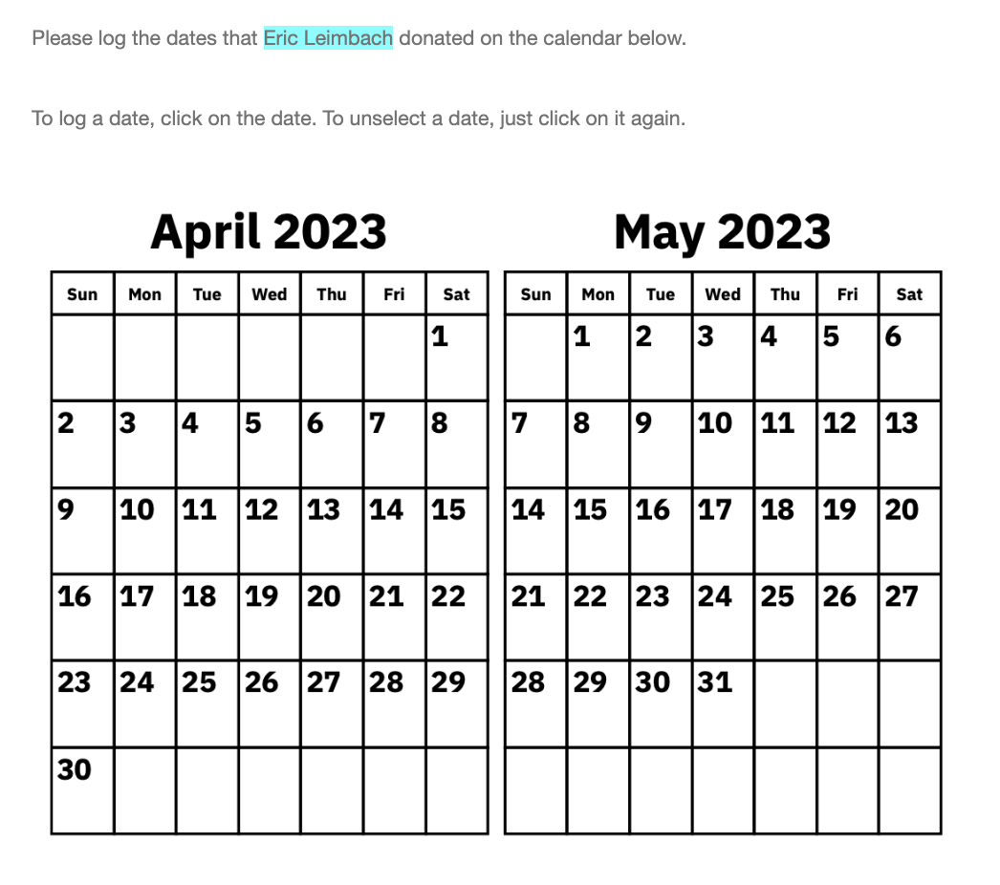 Please log the dates that Eric Leimbach donated on the calendar below.
To log a date, click on the date. To unselect a date, just click on it again.
April 2023
Sun Mon Tue Wed Thu Fri Sat
1
2 3 4 5 6 7 8
9 10 11 12 13 14 15
16 17 18 19 20 21 22
23 24 25 26 27 28 29
30
May 2023
Sun Mon Tue Wed Thu Fri Sat
1 2 3 4 5 6
7 8 9 10 11 12 13
14 15 16 17 18 19 20
21 22 23 24 25 26 27
28 29 30 31